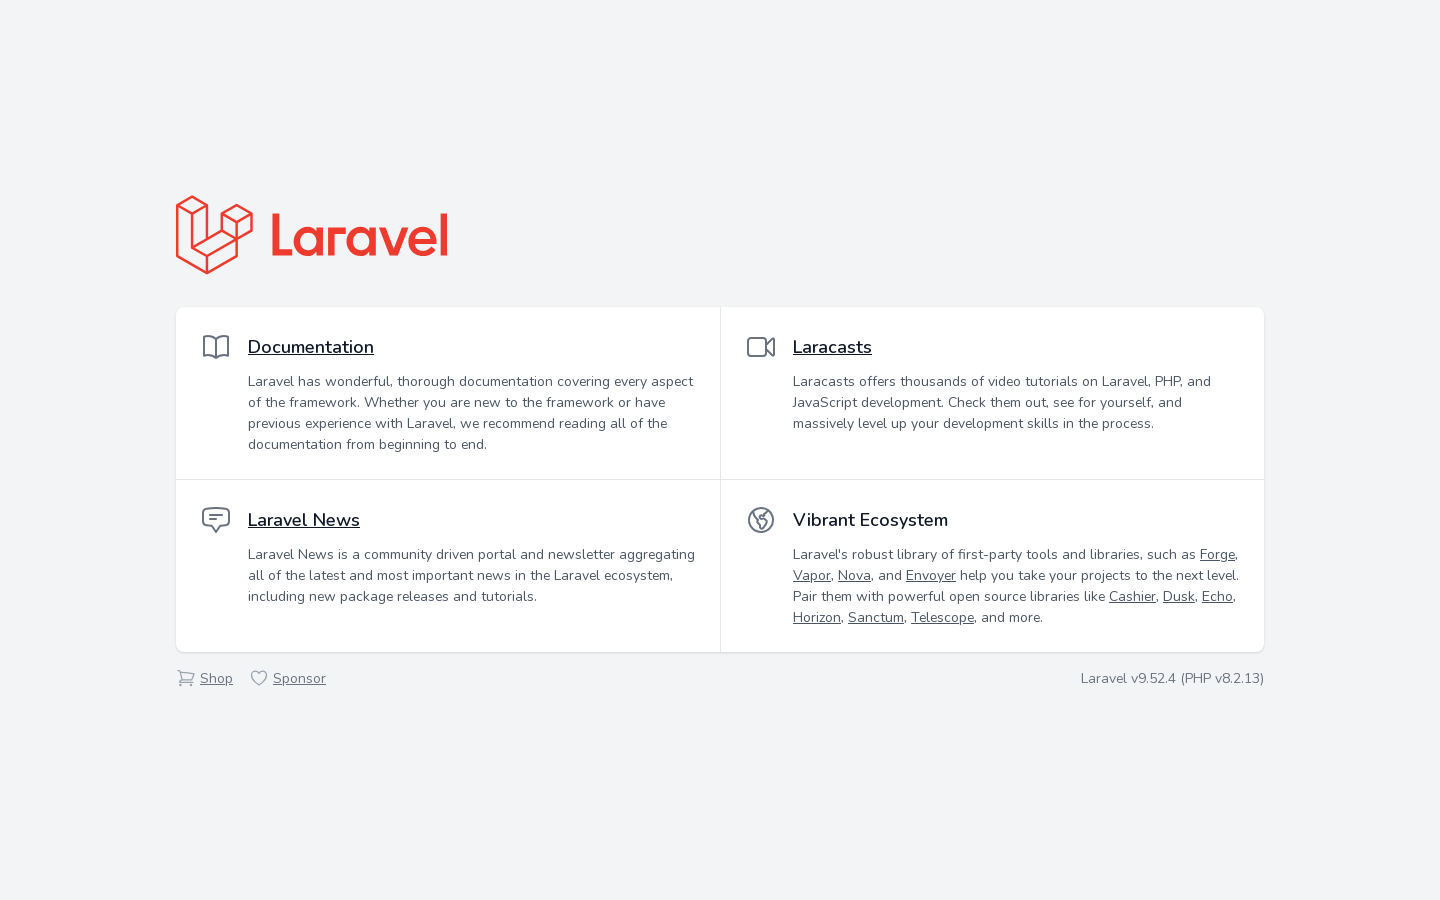 Laravel
Documentation
Laravel has wonderful, thorough documentation covering every aspect
of the framework. Whether you are new to the framework or have
previous experience with Laravel, we recommend reading all of the
documentation from beginning to end.
Laracasts
Laracasts offers thousands of video tutorials on Laravel, PHP, and
JavaScript development. Check them out, see for yourself, and
massively level up your development skills in the process.
Laravel News
Laravel News is a community driven portal and newsletter aggregating
all of the latest and most important news in the Laravel ecosystem,
including new package releases and tutorials.
Vibrant Ecosystem
Laravel's robust library of first-party tools and libraries, such as Forge,
Vapor, Nova, and Envoyer help you take your projects to the next level.
Pair them with powerful open source libraries like Cashier, Dusk, Echo,
Horizon, Sanctum, Telescope, and more.
Shop Sponsor
Laravel v9.52.4 (PHP v8.2.13)